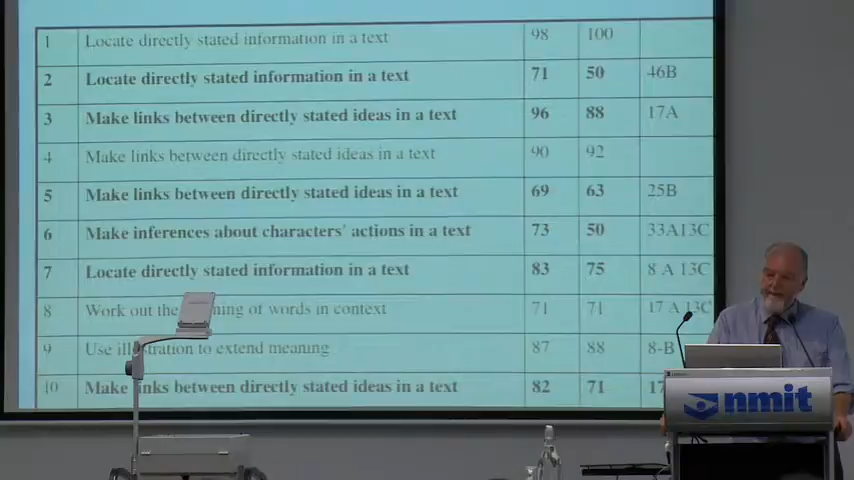 1 Locate directly stated information in a text 98 100
2 Locate directly stated information in a text 71 50 46B
3 Make links between directly stated ideas in a text 96 88 17A
4 Make links between directly stated ideas in a text 90 92
5 Make links between directly stated ideas in a text 69 63 25B
6 Make inferences about characters' actions in a text 73 50 33A13C
7 Locate directly stated information in a text 83 75 8 A 13C
8 Work out the ning of words in context 71 71 17 A 13C
9 Use ill stration to extend meaning 87 88 8-B
10 Make links between directly stated ideas in a text 82 71 17
nmit